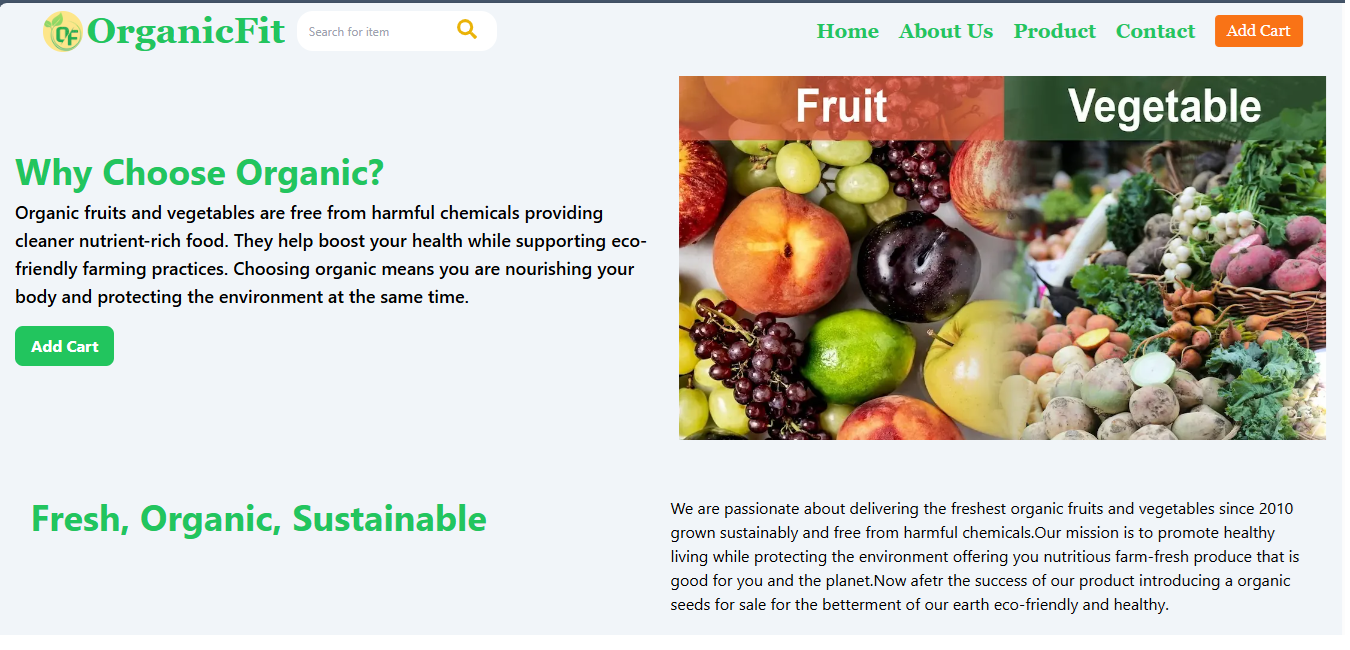 DF OrganicFit Search for item Home About Us Product Contact Add Cart
Fruit Vegetable
Why Choose Organic?
Organic fruits and vegetables are free from harmful chemicals providing
cleaner nutrient-rich food. They help boost your health while supporting eco-
friendly farming practices. Choosing organic means you are nourishing your
body and protecting the environment at the same time.
Add Cart
Fresh, Organic, Sustainable
We are passionate about delivering the freshest organic fruits and vegetables since 2010
grown sustainably and free from harmful chemicals.Our mission is to promote healthy
living while protecting the environment offering you nutritious farm-fresh produce that is
good for you and the planet.Now afetr the success of our product introducing a organic
seeds for sale for the betterment of our earth eco-friendly and healthy.